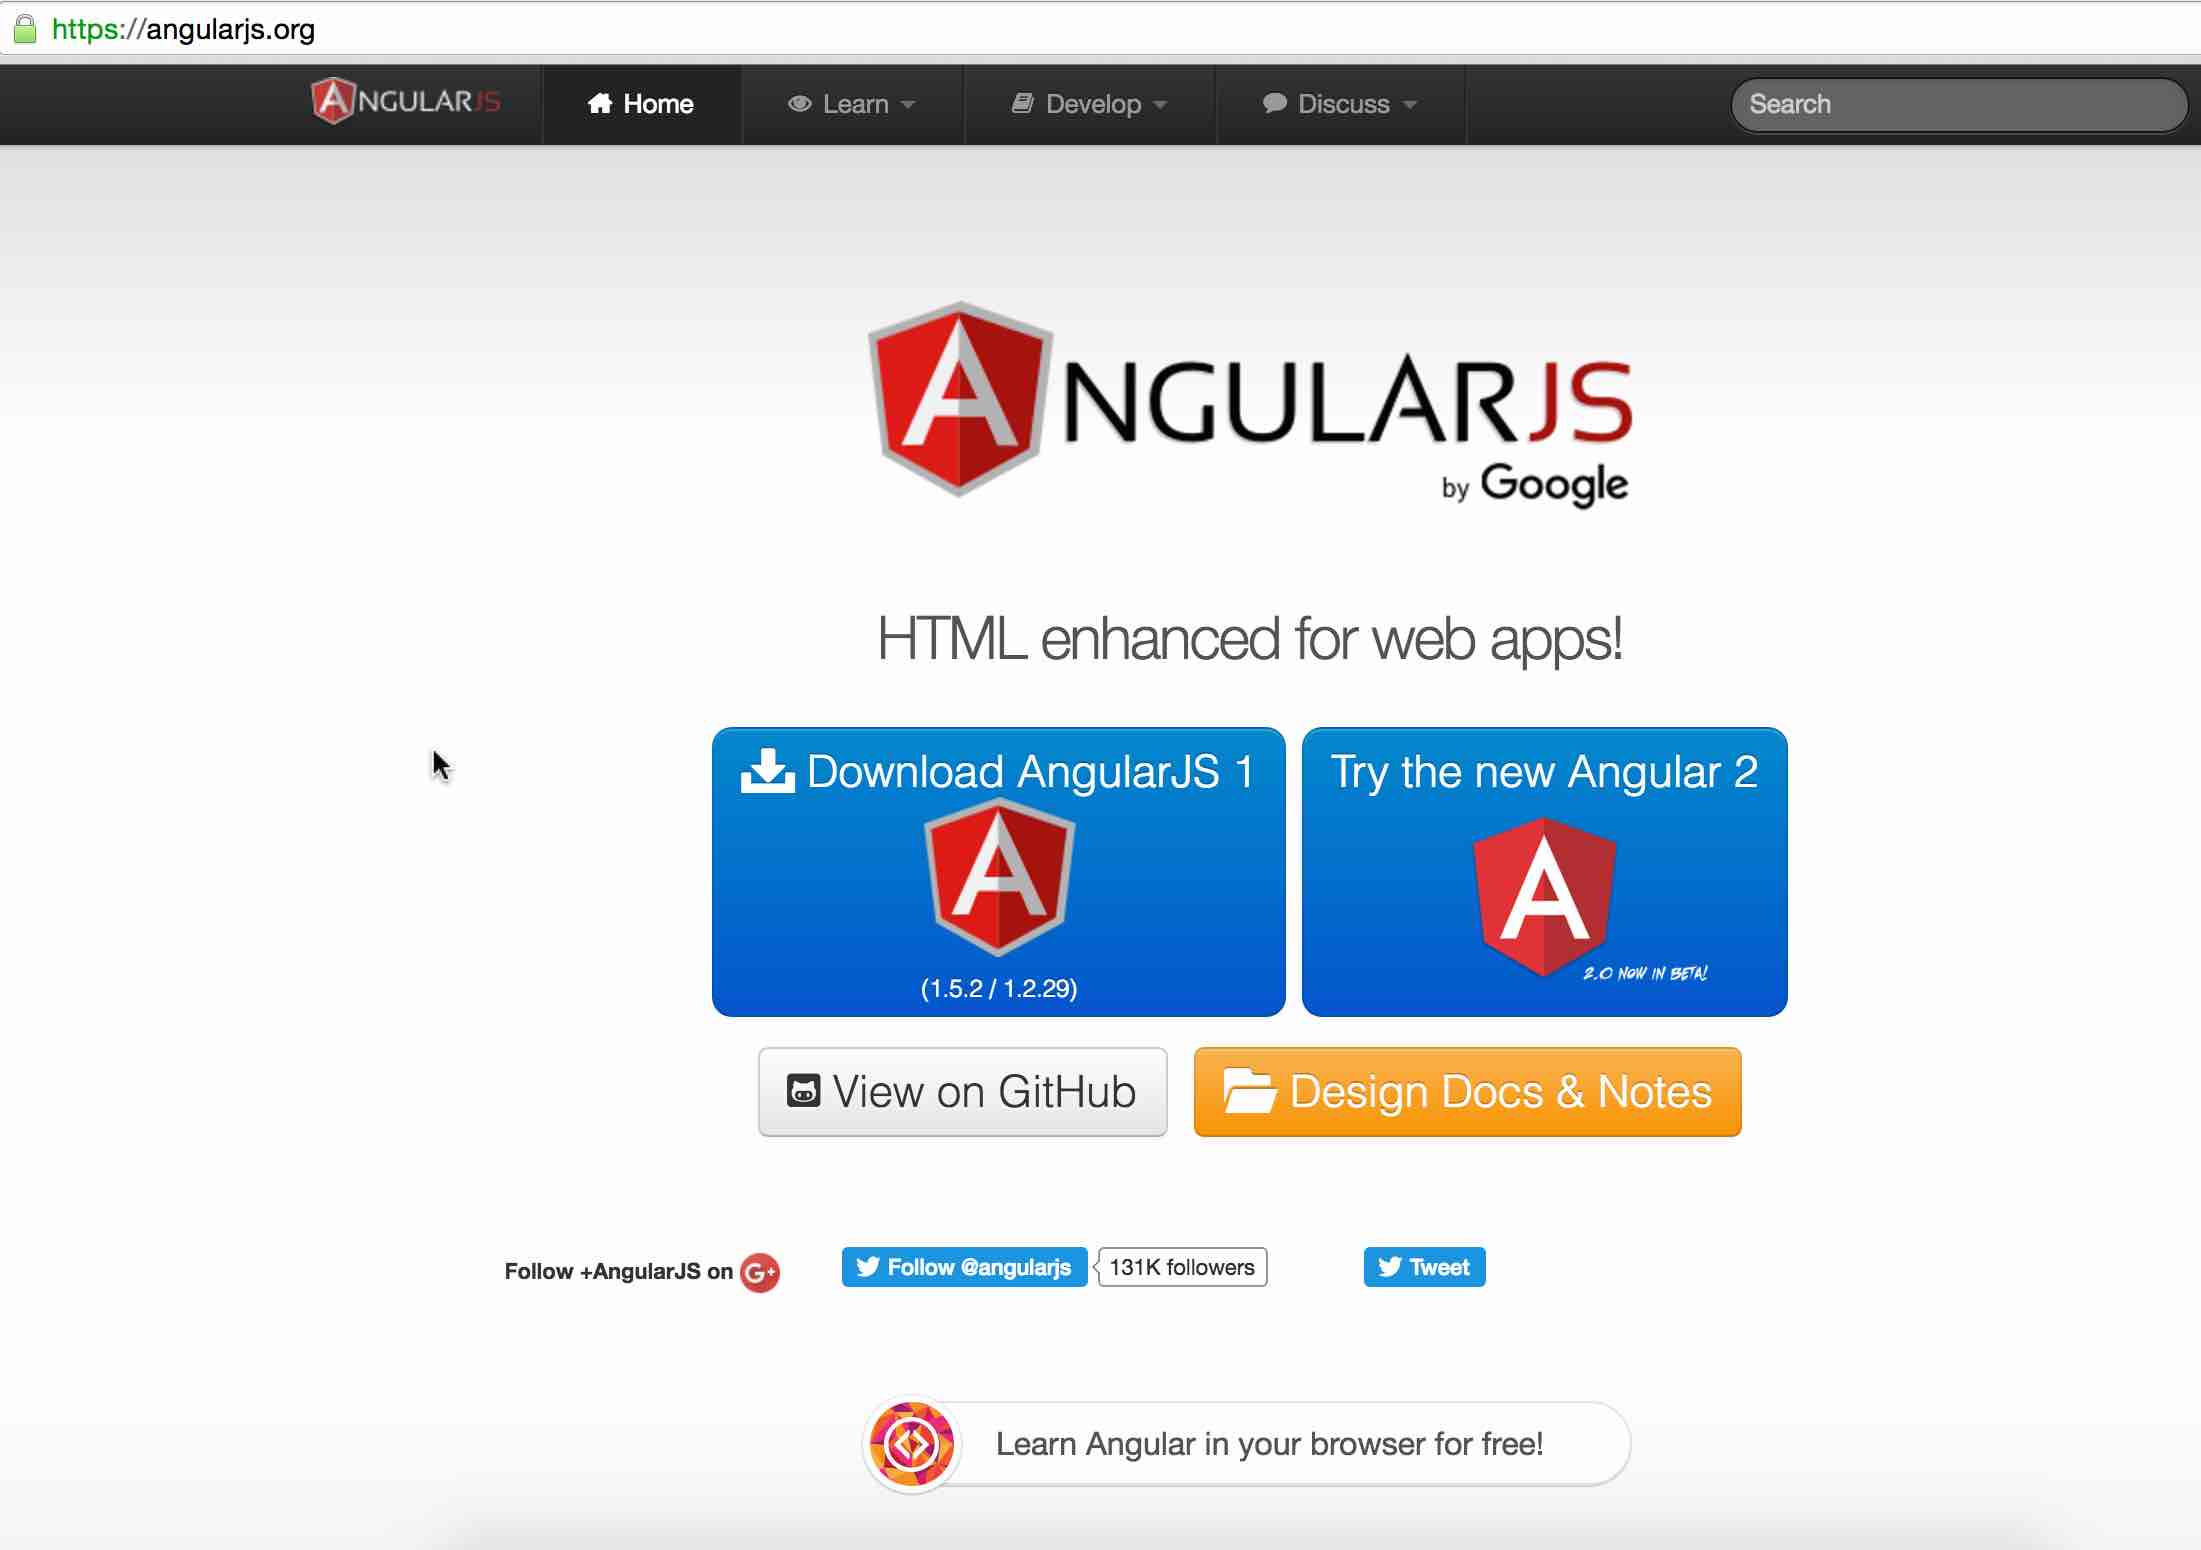 https://angularjs.org
ANGULARJS Home Learn Develop Discuss Search
ANGULARJS
by Google
HTML enhanced for web apps!
Download AngularJS 1
(1.5.2 / 1.2.29)
Try the new Angular 2
A
2.0 NOW IN BETA!
View on GitHub Design Docs & Notes
Follow +AngularJS on G+ Follow @angularjs 131K followers Tweet
Learn Angular in your browser for free!